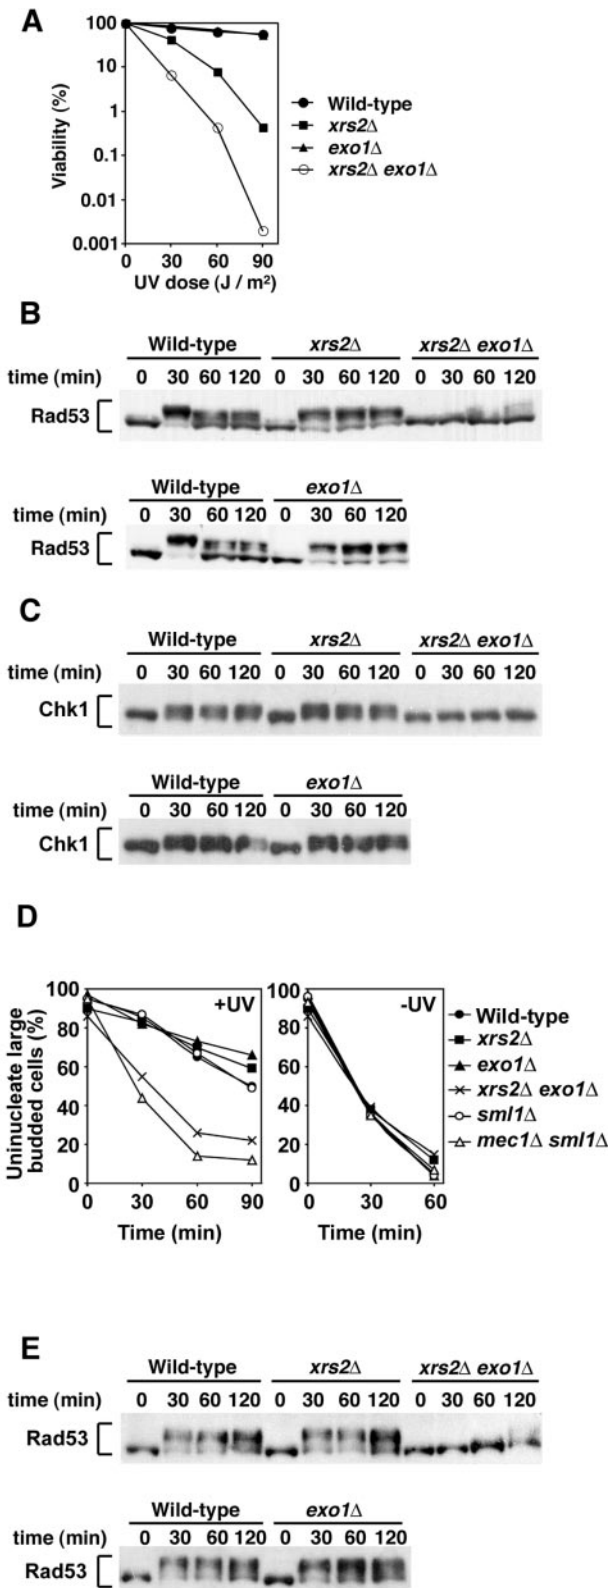 A
Viability (%)
100
10
1
0.1
0.01
0.001
0 30 60 90
UV dose (J / m²)
Wild-type
xrs2Δ
exo1Δ
xrs2Δ exo1Δ
B
Wild-type xrs2Δ xrs2Δ exo1Δ
time (min) 0 30 60 120 0 30 60 120 0 30 60 120
Rad53
Wild-type exo1Δ
time (min) 0 30 60 120 0 30 60 120
Rad53
C
Wild-type xrs2Δ xrs2Δ exo1Δ
time (min) 0 30 60 120 0 30 60 120 0 30 60 120
Chk1
Wild-type exo1Δ
time (min) 0 30 60 120 0 30 60 120
Chk1
D
Uninucleate large
budded cells (%)
100
80
60
40
20
0
+UV
0 30 60 90
Time (min)
100
80
60
40
20
0
-UV
0 30 60
Time (min)
Wild-type
xrs2Δ
exo1Δ
xrs2Δ exo1Δ
sml1Δ
mec1Δ sml1Δ
E
Wild-type xrs2Δ xrs2Δ exo1Δ
time (min) 0 30 60 120 0 30 60 120 0 30 60 120
Rad53
Wild-type exo1Δ
time (min) 0 30 60 120 0 30 60 120
Rad53